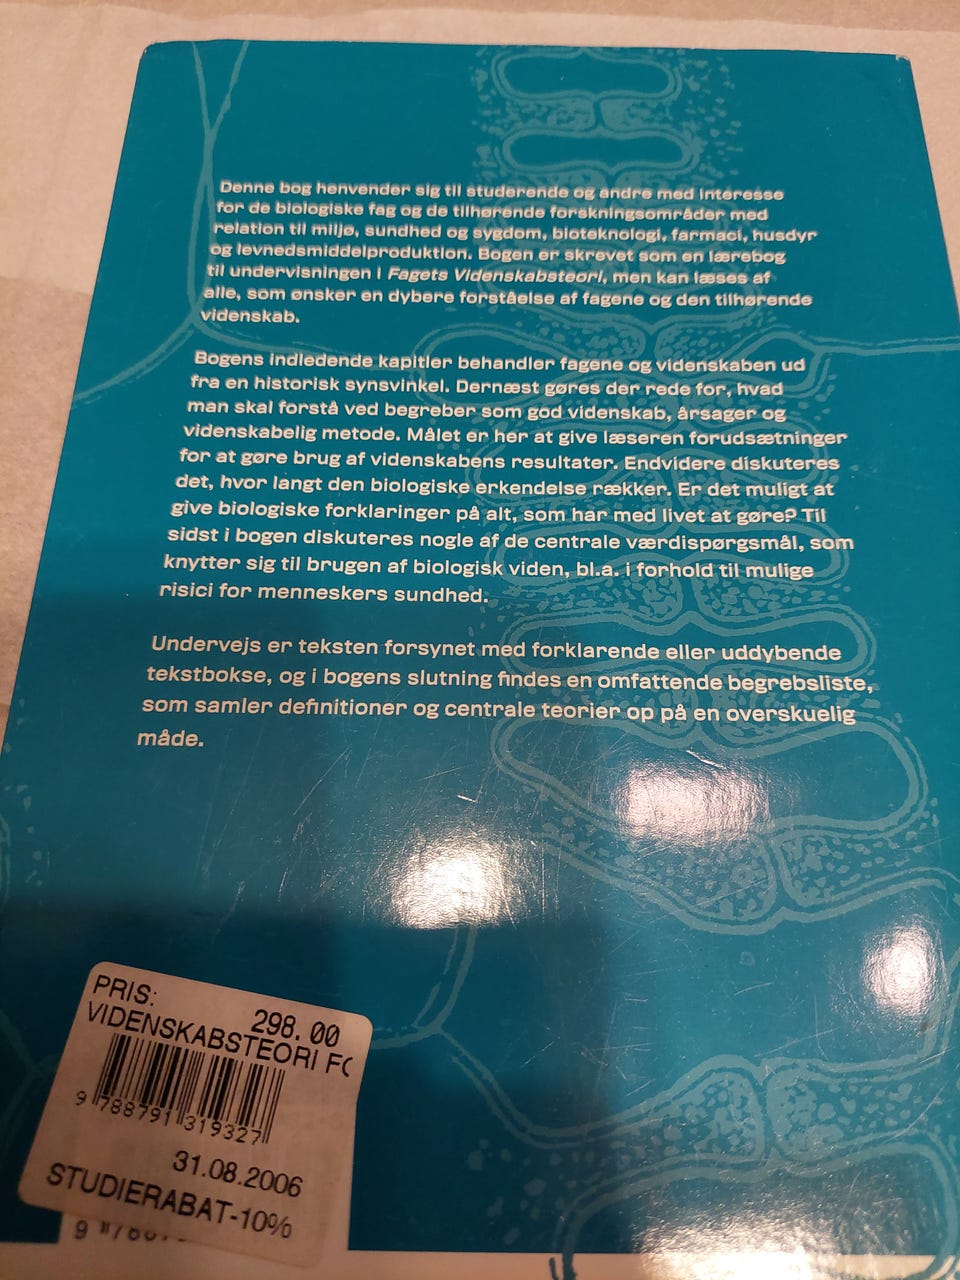 Denne bog henvender sig til studerende og andre med interesse
for de biologiske fag og de tilhørende forskningsområder med
relation til miljø, sundhed og sygdom, bioteknologi, farmaci, husdyr
og levnedsmiddelproduktion. Bogen er skrevet som en lærebog
til undervisningen i Fagets Videnskabsteori, men kan læses af
alle, som ønsker en dybere forståelse af fagene og den tilhørende
videnskab.
Bogens indledende kapitler behandler fagene og videnskaben ud
fra en historisk synsvinkel. Dernæst gøres der rede for, hvad
man skal forstå ved begreber som god videnskab, årsager og
videnskabelig metode. Målet er her at give læseren forudsætninger
for at gøre brug af videnskabens resultater. Endvidere diskuteres
det, hvor langt den biologiske erkendelse rækker. Er det muligt at
give biologiske forklaringer på alt, som har med livet at gøre? Til
sidst i bogen diskuteres nogle af de centrale værdispørgsmål, som
knytter sig til brugen af biologisk viden, bl.a. i forhold til mulige
risici for menneskers sundhed.
Undervejs er teksten forsynet med forklarende eller uddybende
tekstbokse, og i bogens slutning findes en omfattende begrebsliste,
som samler definitioner og centrale teorier op på en overskuelig
måde.
PRIS:
298.00
VIDENSKABSTEORI FO
9 788791 319327
31.08.2006
STUDIERABAT-10%